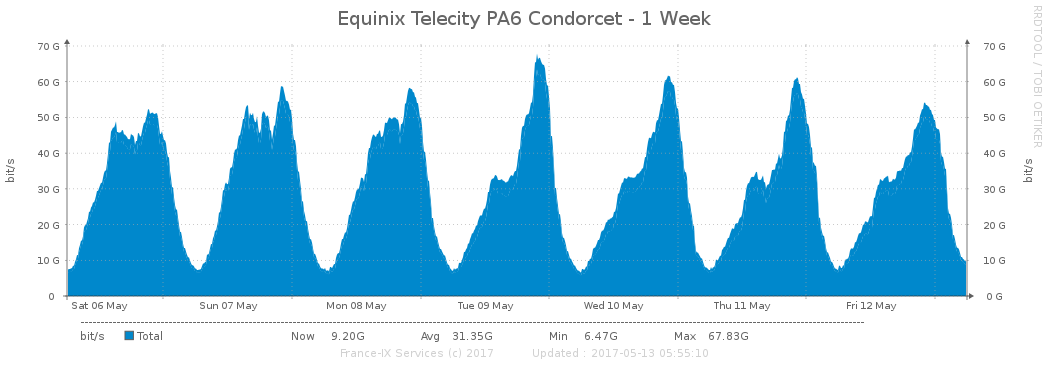 Equinix Telecity PA6 Condorcet - 1 Week
RRDTOOL / TOBI OETIKER
bit/s
70 G 70 G
60 G 60 G
50 G 50 G
40 G 40 G
30 G 30 G
20 G 20 G
10 G 10 G
0 0 G
bit/s
Sat 06 May Sun 07 May Mon 08 May Tue 09 May Wed 10 May Thu 11 May Fri 12 May
bit/s Total Now 9.20G Avg 31.35G Min 6.47G Max 67.83G
France-IX Services (c) 2017 Updated : 2017-05-13 05:55:10